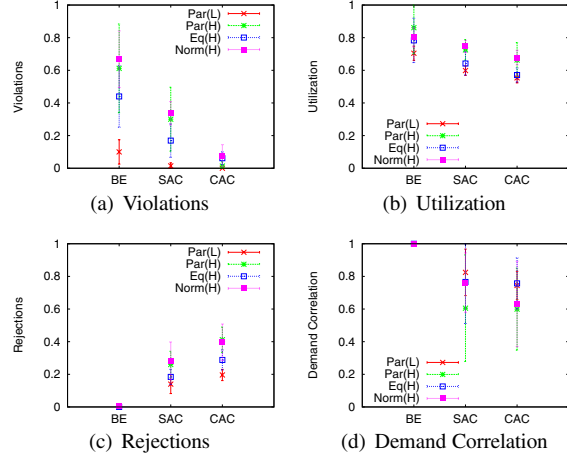 Par(L)
Par(H)
Eq(H)
Norm(H)
Violations
1
0.8
0.6
0.4
0.2
0
BE SAC CAC
(a) Violations
Utilization
1
0.8
0.6
0.4
0.2
0
Par(L)
Par(H)
Eq(H)
Norm(H)
BE SAC CAC
(b) Utilization
Par(L)
Par(H)
Eq(H)
Norm(H)
Rejections
1
0.8
0.6
0.4
0.2
0
BE SAC CAC
(c) Rejections
Demand Correlation
1
0.8
0.6
0.4
0.2
0
Par(L)
Par(H)
Eq(H)
Norm(H)
BE SAC CAC
(d) Demand Correlation